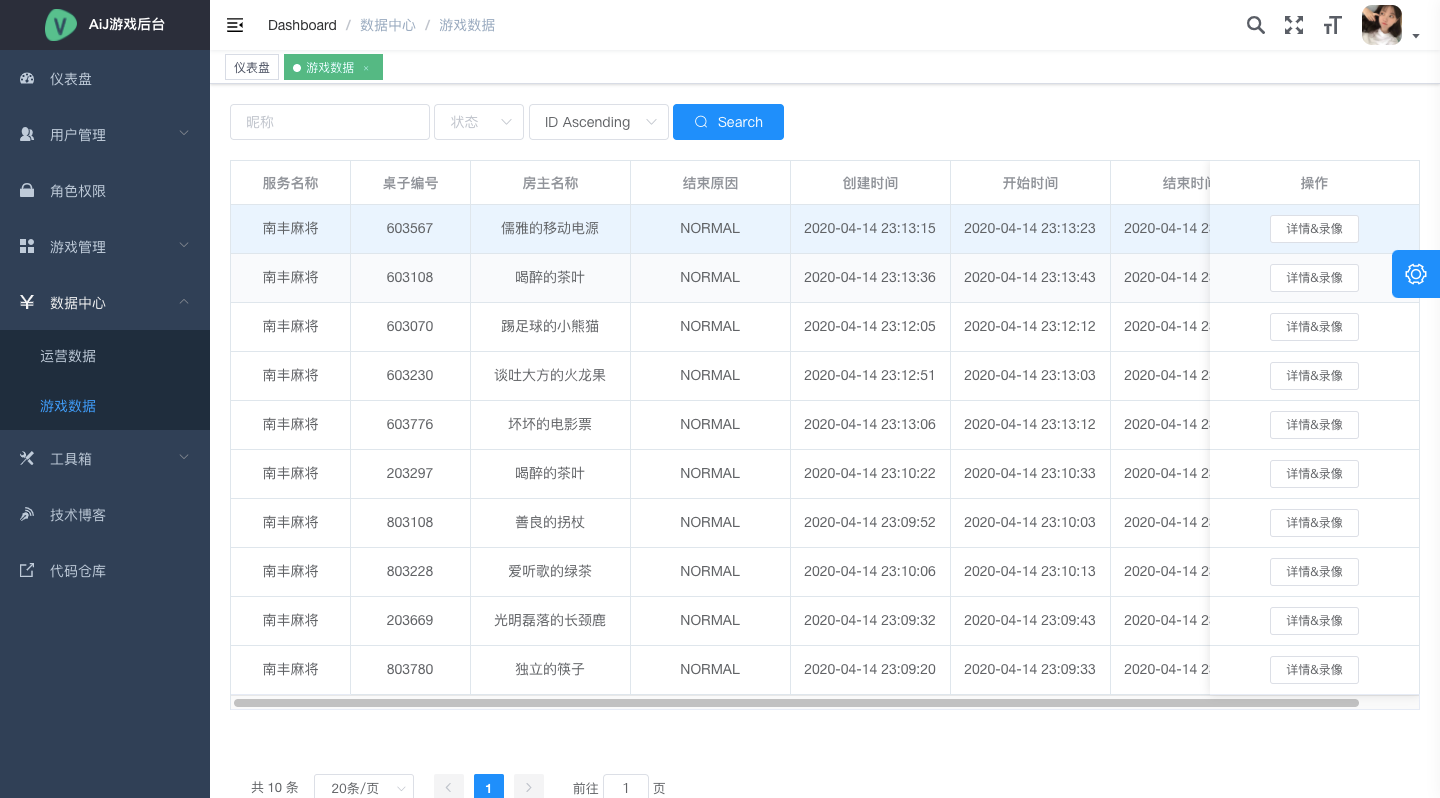 AiJ游戏后台
Dashboard / 数据中心 / 游戏数据
仪表盘 游戏数据 ×
仪表盘
用户管理
角色权限
游戏管理
数据中心
运营数据
游戏数据
工具箱
技术博客
代码仓库
昵称 状态 ID Ascending Search
服务名称 桌子编号 房主名称 结束原因 创建时间 开始时间 结束时间 操作
南丰麻将 603567 儒雅的移动电源 NORMAL 2020-04-14 23:13:15 2020-04-14 23:13:23 2020-04-14 2 详情&录像
南丰麻将 603108 喝醉的茶叶 NORMAL 2020-04-14 23:13:36 2020-04-14 23:13:43 2020-04-14 2 详情&录像
南丰麻将 603070 踢足球的小熊猫 NORMAL 2020-04-14 23:12:05 2020-04-14 23:12:12 2020-04-14 2 详情&录像
南丰麻将 603230 谈吐大方的火龙果 NORMAL 2020-04-14 23:12:51 2020-04-14 23:13:03 2020-04-14 2 详情&录像
南丰麻将 603776 坏坏的电影票 NORMAL 2020-04-14 23:13:06 2020-04-14 23:13:12 2020-04-14 2 详情&录像
南丰麻将 203297 喝醉的茶叶 NORMAL 2020-04-14 23:10:22 2020-04-14 23:10:33 2020-04-14 2 详情&录像
南丰麻将 803108 善良的拐杖 NORMAL 2020-04-14 23:09:52 2020-04-14 23:10:03 2020-04-14 2 详情&录像
南丰麻将 803228 爱听歌的绿茶 NORMAL 2020-04-14 23:10:06 2020-04-14 23:10:13 2020-04-14 2 详情&录像
南丰麻将 203669 光明磊落的长颈鹿 NORMAL 2020-04-14 23:09:32 2020-04-14 23:09:43 2020-04-14 2 详情&录像
南丰麻将 803780 独立的筷子 NORMAL 2020-04-14 23:09:20 2020-04-14 23:09:33 2020-04-14 2 详情&录像
共 10 条 20条/页 1 前往 1 页